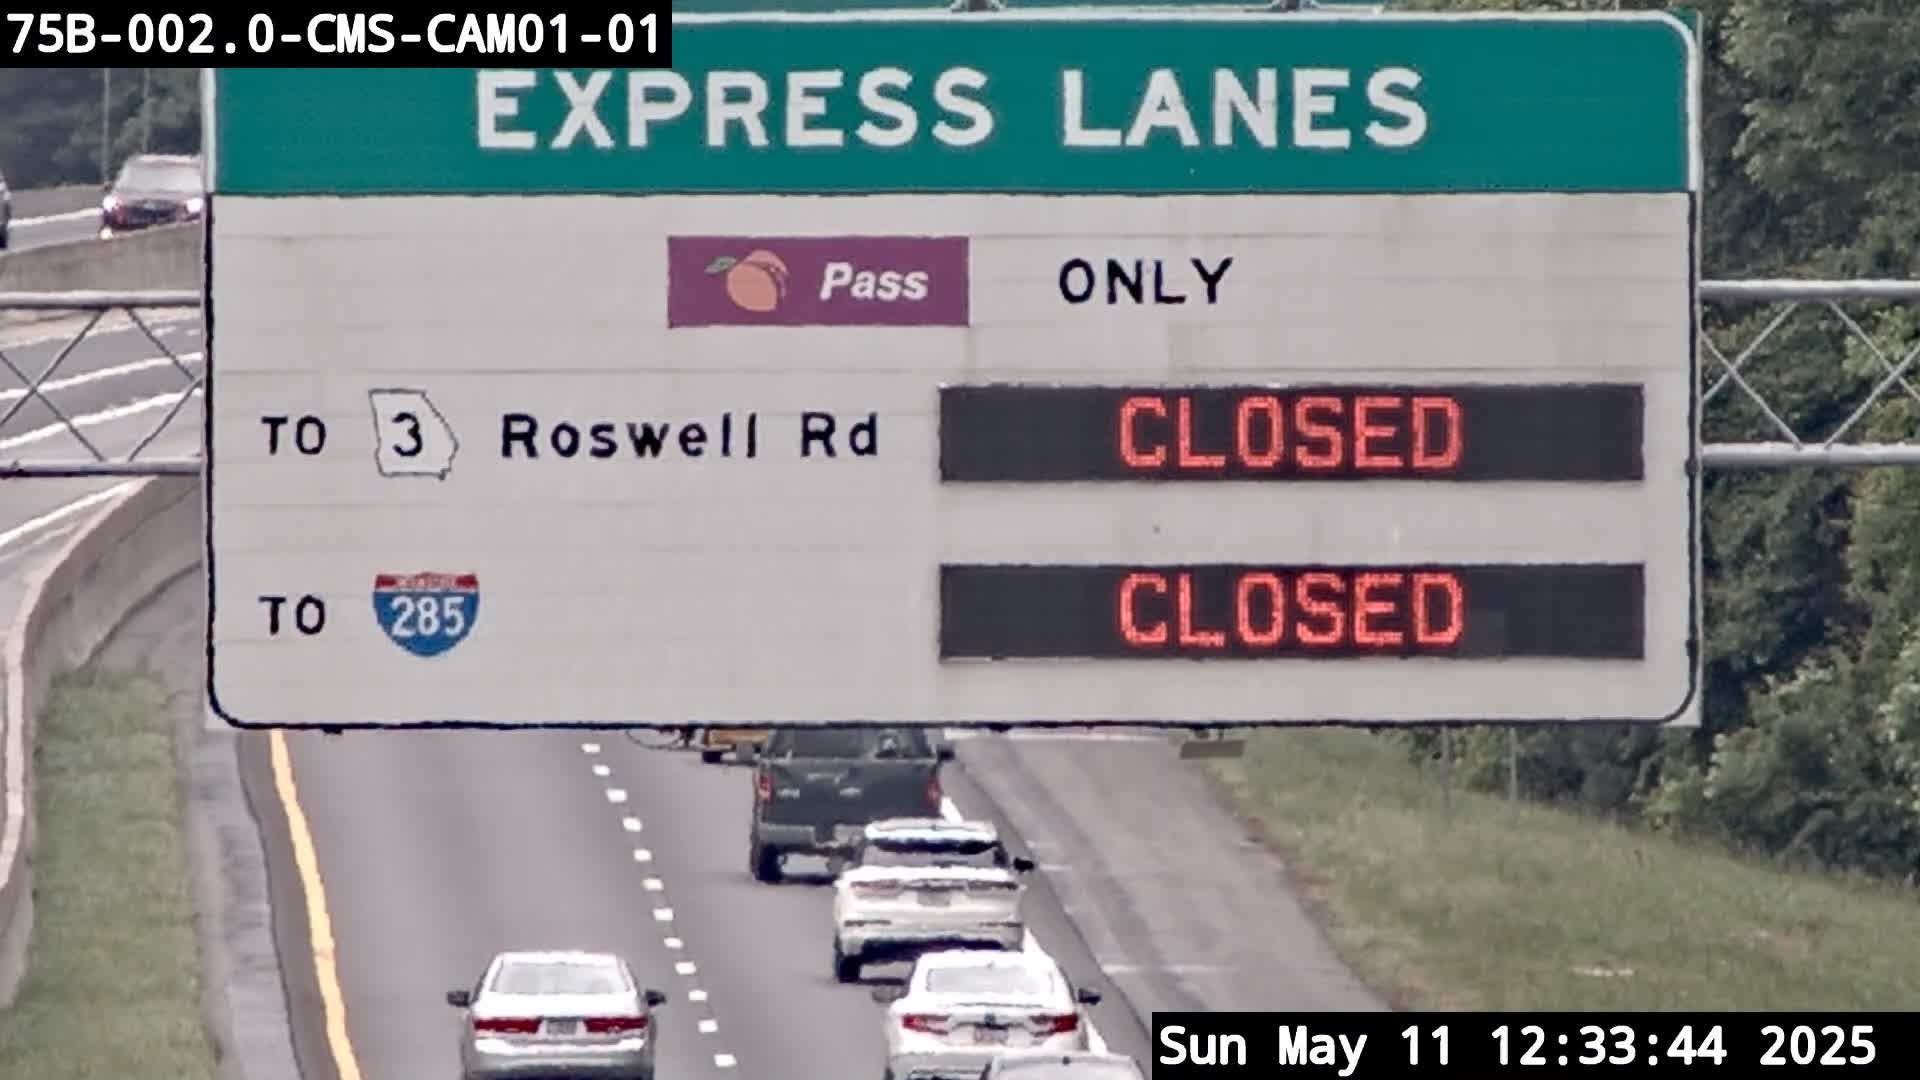 75B-002.0-CMS-CAM01-01
EXPRESS LANES
Pass ONLY
TO 3 Roswell Rd CLOSED
TO 285 CLOSED
Sun May 11 12:33:44 2025